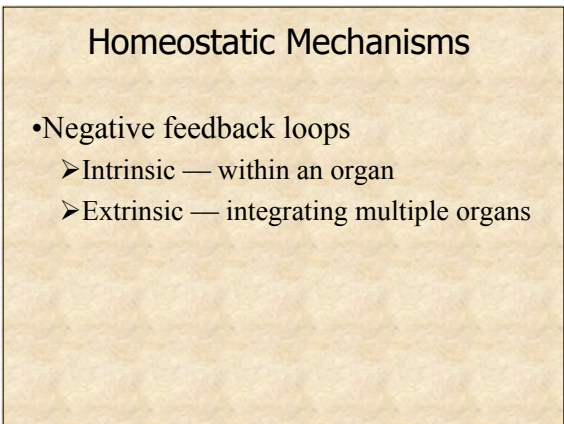 Homeostatic Mechanisms
•Negative feedback loops
➢Intrinsic — within an organ
➢Extrinsic — integrating multiple organs